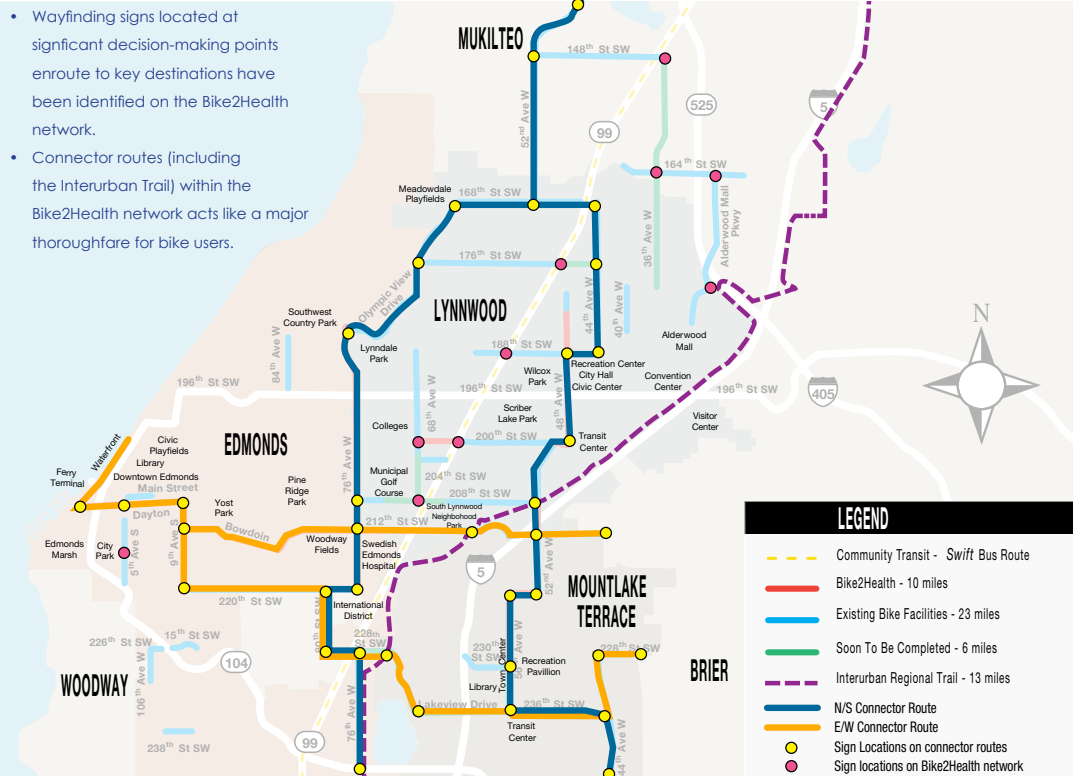 • Wayfinding signs located at
signficant decision-making points
enroute to key destinations have
been identified on the Bike2Health
network.
• Connector routes (including
the Interurban Trail) within the
Bike2Health network acts like a major
thoroughfare for bike users.
MUKILTEO
148th St SW
525
5
99
52nd Ave W
164th St SW
Meadowdale
Playfields
168th St SW
36th Ave W
Alderwood Mall
Pkwy
176th St SW
Olympic View
Drive
LYNNWOOD
44th Ave W
40th Ave W
Southwest
Country Park
Lynndale
Park
84th Ave W
188th St SW
Alderwood
Mall
N
Wilcox
Park
Recreation Center
City Hall
Civic Center
Convention
Center
196th St SW
196th St SW
196th St SW
405
68th Ave W
48th Ave W
Scriber
Lake Park
Visitor
Center
Colleges
200th St SW
Transit
Center
EDMONDS
Waterfront
Civic
Playfields
Library
Downtown Edmonds
Main Street
Ferry
Terminal
76th Ave W
Municipal
Golf
Course
204th St SW
208th St SW
Pine
Ridge
Park
Yost
Park
South Lynnwood
Neighborhood
Park
Dayton
212th St SW
Bowdoin
Edmonds
Marsh
City
Park
5th Ave S
9th Ave S
Woodway
Fields
Swedish
Edmonds
Hospital
5
52nd Ave W
MOUNTLAKE
TERRACE
220th St SW
International
District
226th St SW
15th St SW
228th
St SW
230th
St SW
228th St SW
104
Town Center
Recreation
Pavillion
BRIER
WOODWAY
106th Ave W
Library
Lakeview Drive
236th St SW
Transit
Center
76th Ave W
238th St SW
99
44th Ave W
LEGEND
Community Transit - Swift Bus Route
Bike2Health - 10 miles
Existing Bike Facilities - 23 miles
Soon To Be Completed - 6 miles
Interurban Regional Trail - 13 miles
N/S Connector Route
E/W Connector Route
Sign Locations on connector routes
Sign locations on Bike2Health network